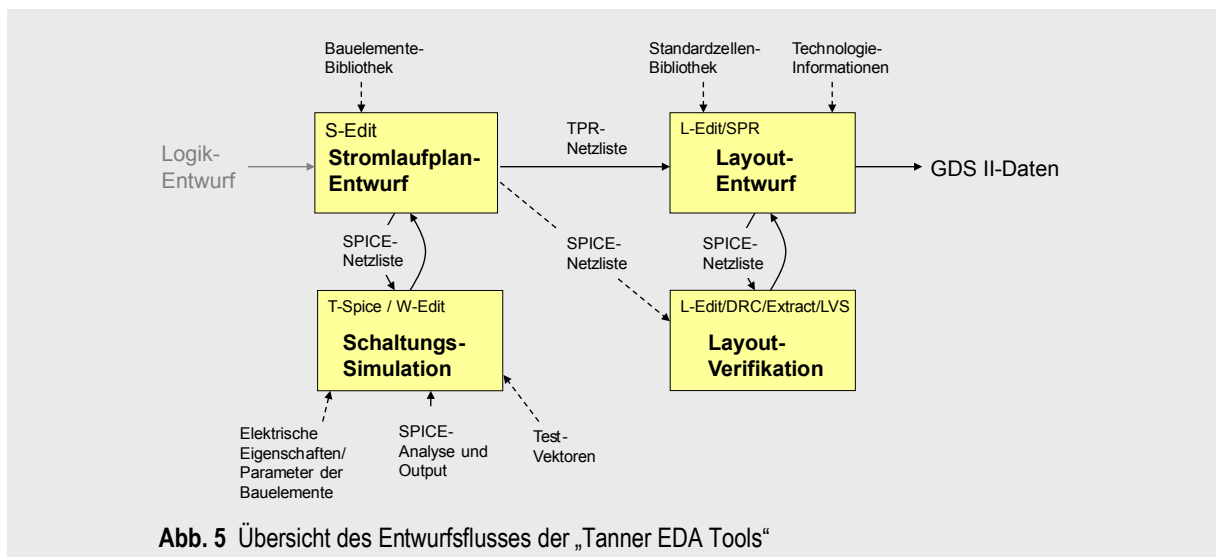 Bauelemente-
Bibliothek
Standardzellen-
Bibliothek
Technologie-
Informationen
Logik-
Entwurf
S-Edit
Stromlaufplan-
Entwurf
TPR-
Netzliste
L-Edit/SPR
Layout-
Entwurf
GDS II-Daten
SPICE-
Netzliste
SPICE-
Netzliste
SPICE-
Netzliste
T-Spice / W-Edit
Schaltungs-
Simulation
L-Edit/DRC/Extract/LVS
Layout-
Verifikation
Elektrische
Eigenschaften/
Parameter der
Bauelemente
SPICE-
Analyse und
Output
Test-
Vektoren
Abb. 5 Übersicht des Entwurfsflusses der „Tanner EDA Tools“